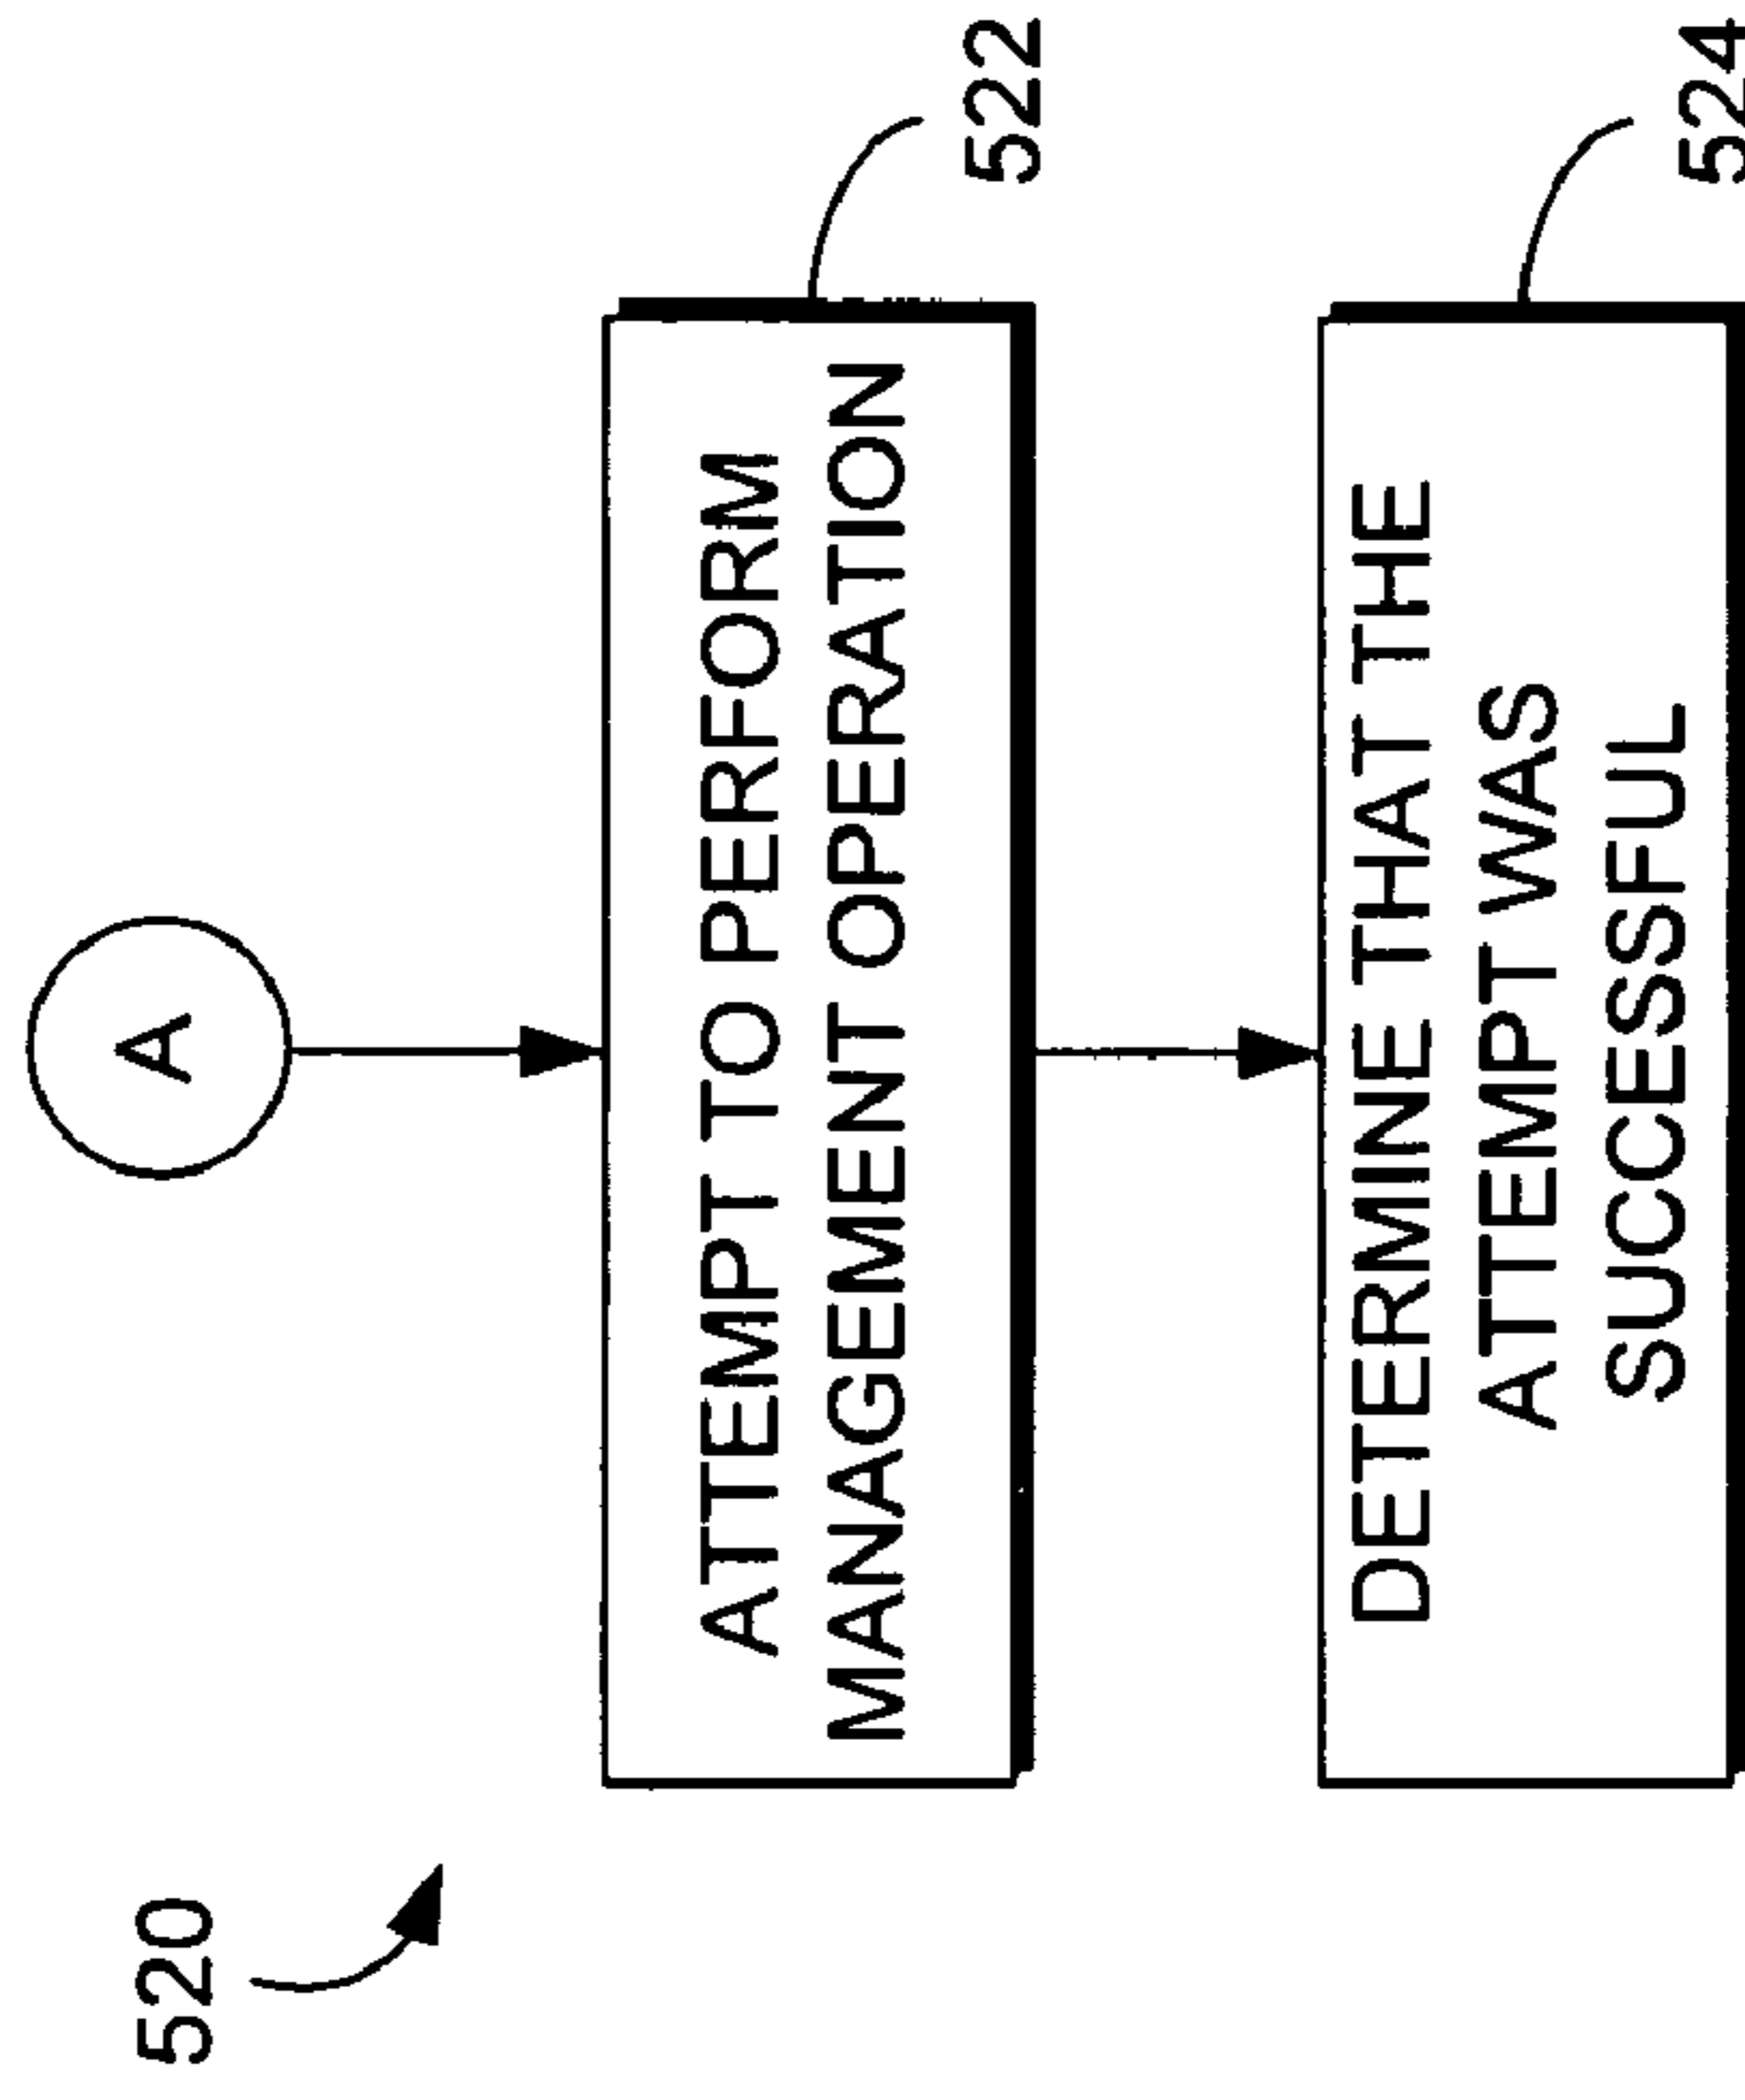 520
A
ATTEMPT TO PERFORM
MANAGEMENT OPERATION
522
DETERMINE THAT THE
ATTEMPT WAS
SUCCESSFUL
524